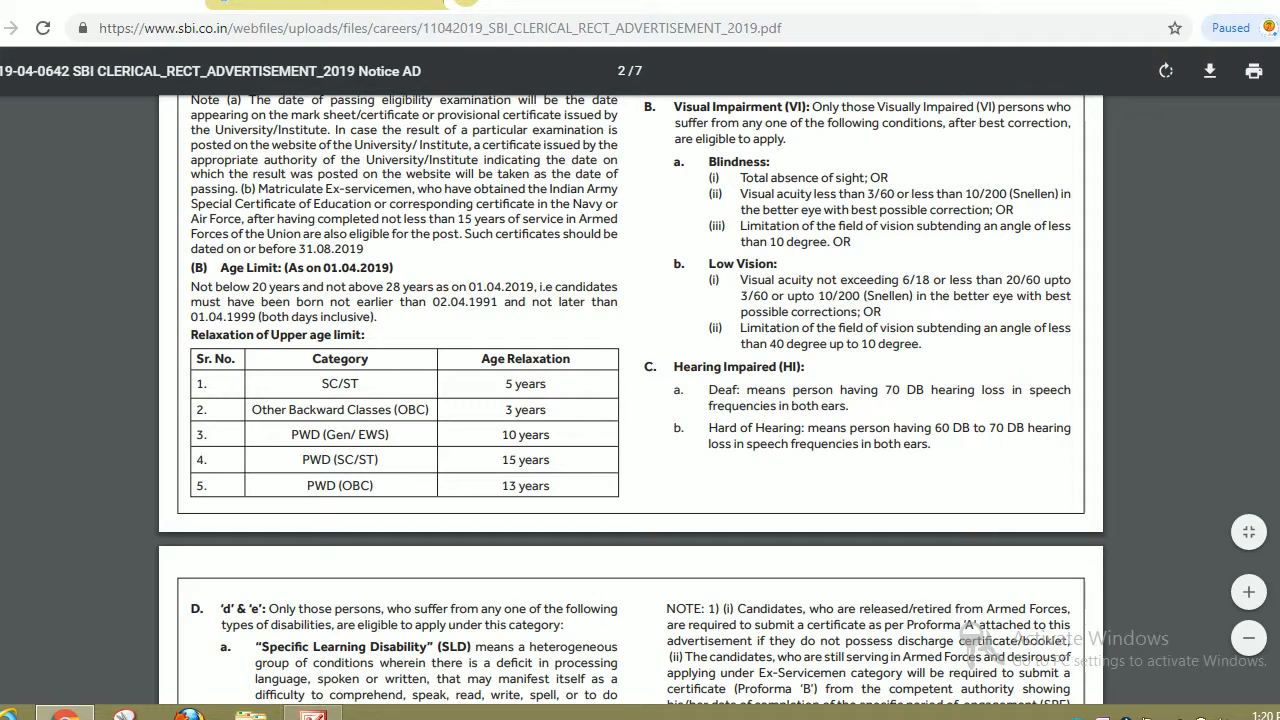 https://www.sbi.co.in/webfiles/uploads/files/careers/11042019_SBI_CLERICAL_RECT_ADVERTISEMENT_2019.pdf
Paused
19-04-0642 SBI CLERICAL_RECT_ADVERTISEMENT_2019 Notice AD
2 / 7
Note (a) The date of passing eligibility examination will be the date
appearing on the mark sheet/certificate or provisional certificate issued by
the University/Institute. In case the result of a particular examination is
posted on the website of the University/ Institute, a certificate issued by the
appropriate authority of the University/Institute indicating the date on
which the result was posted on the website will be taken as the date of
passing. (b) Matriculate Ex-servicemen, who have obtained the Indian Army
Special Certificate of Education or corresponding certificate in the Navy or
Air Force, after having completed not less than 15 years of service in Armed
Forces of the Union are also eligible for the post. Such certificates should be
dated on or before 31.08.2019
(B) Age Limit: (As on 01.04.2019)
Not below 20 years and not above 28 years as on 01.04.2019, i.e candidates
must have been born not earlier than 02.04.1991 and not later than
01.04.1999 (both days inclusive).
Relaxation of Upper age limit:
Sr. No. Category Age Relaxation
1. SC/ST 5 years
2. Other Backward Classes (OBC) 3 years
3. PWD (Gen/ EWS) 10 years
4. PWD (SC/ST) 15 years
5. PWD (OBC) 13 years
B. Visual Impairment (VI): Only those Visually Impaired (VI) persons who
suffer from any one of the following conditions, after best correction,
are eligible to apply.
a. Blindness:
(i) Total absence of sight; OR
(ii) Visual acuity less than 3/60 or less than 10/200 (Snellen) in
the better eye with best possible correction; OR
(iii) Limitation of the field of vision subtending an angle of less
than 10 degree. OR
b. Low Vision:
(i) Visual acuity not exceeding 6/18 or less than 20/60 upto
3/60 or upto 10/200 (Snellen) in the better eye with best
possible corrections; OR
(ii) Limitation of the field of vision subtending an angle of less
than 40 degree up to 10 degree.
C. Hearing Impaired (HI):
a. Deaf: means person having 70 DB hearing loss in speech
frequencies in both ears.
b. Hard of Hearing: means person having 60 DB to 70 DB hearing
loss in speech frequencies in both ears.
D. ‘d’ & ‘e’: Only those persons, who suffer from any one of the following
types of disabilities, are eligible to apply under this category:
a. “Specific Learning Disability” (SLD) means a heterogeneous
group of conditions wherein there is a deficit in processing
language, spoken or written, that may manifest itself as a
difficulty to comprehend, speak, read, write, spell, or to do
NOTE: 1) (i) Candidates, who are released/retired from Armed Forces,
are required to submit a certificate as per Proforma 'A' attached to this
advertisement if they do not possess discharge certificate/booklet,
(ii) The candidates, who are still serving in Armed Forces and desirous of
applying under Ex-Servicemen category will be required to submit a
certificate (Proforma ‘B’) from the competent authority showing
his/her date of completion of the specific period of engagement (SPE)
Activate Windows
Go to PC settings to activate Windows.
1:20